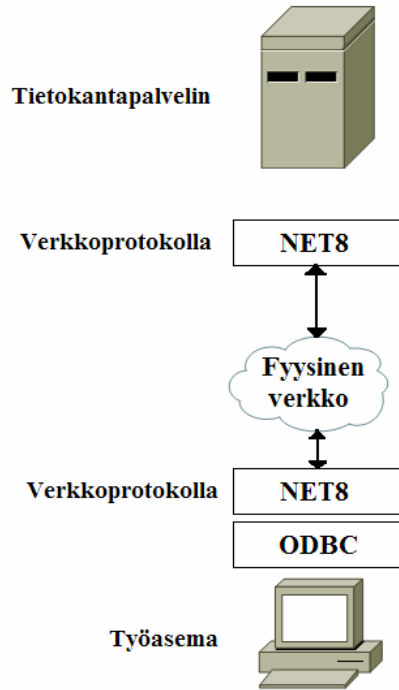 Tietokantapalvelin
Verkkoprotokolla
NET8
Fyysinen
verkko
Verkkoprotokolla
NET8
ODBC
Työasema